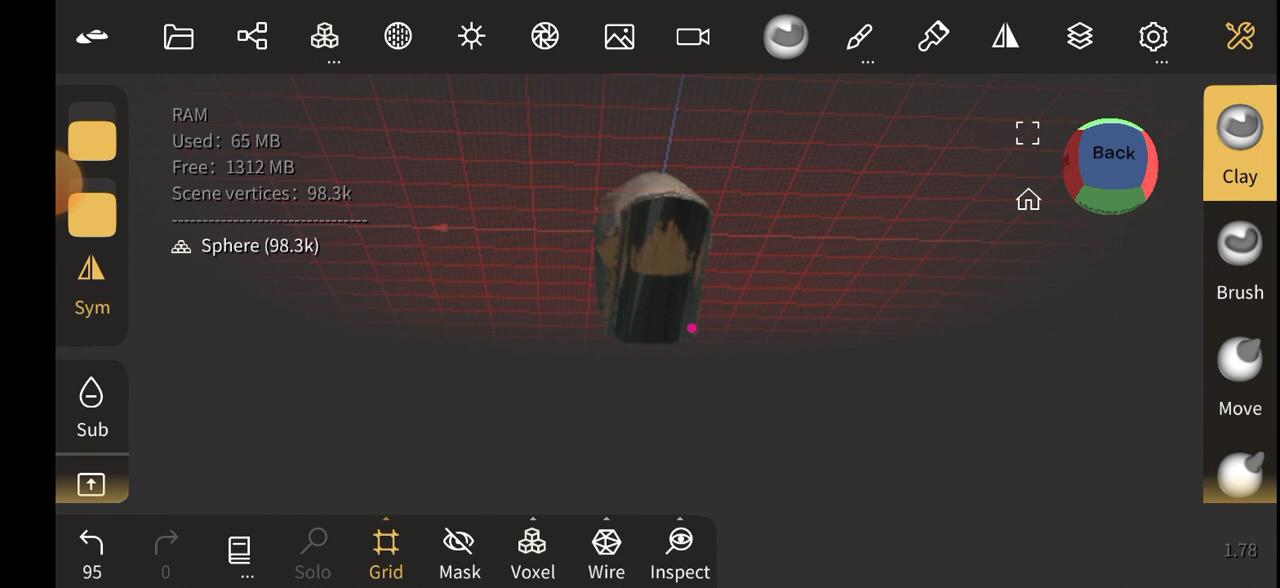 RAM
Used: 65 MB
Free: 1312 MB
Scene vertices: 98.3k
--------------------------------
Sphere (98.3k)
Back
Clay
Brush
Move
Sym
Sub
95
0
...
Solo
Grid
Mask
Voxel
Wire
Inspect
1.78